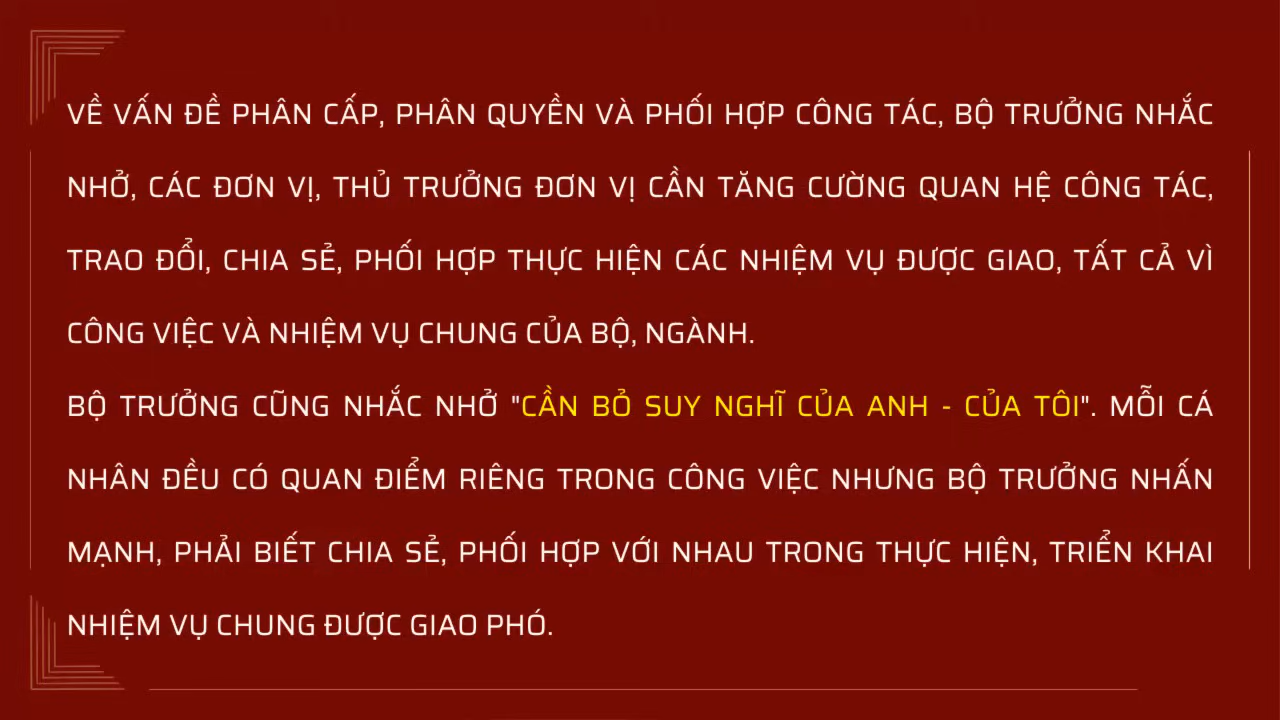 VỀ VẤN ĐỀ PHÂN CẤP, PHÂN QUYỀN VÀ PHỐI HỢP CÔNG TÁC, BỘ TRƯỞNG NHẮC
NHỞ, CÁC ĐƠN VỊ, THỦ TRƯỞNG ĐƠN VỊ CẦN TĂNG CƯỜNG QUAN HỆ CÔNG TÁC,
TRAO ĐỔI, CHIA SẺ, PHỐI HỢP THỰC HIỆN CÁC NHIỆM VỤ ĐƯỢC GIAO, TẤT CẢ VÌ
CÔNG VIỆC VÀ NHIỆM VỤ CHUNG CỦA BỘ, NGÀNH.
BỘ TRƯỞNG CŨNG NHẮC NHỞ "CẦN BỎ SUY NGHĨ CỦA ANH - CỦA TÔI". MỖI CÁ
NHÂN ĐỀU CÓ QUAN ĐIỂM RIÊNG TRONG CÔNG VIỆC NHƯNG BỘ TRƯỞNG NHẤN
MẠNH, PHẢI BIẾT CHIA SẺ, PHỐI HỢP VỚI NHAU TRONG THỰC HIỆN, TRIỂN KHAI
NHIỆM VỤ CHUNG ĐƯỢC GIAO PHÓ.